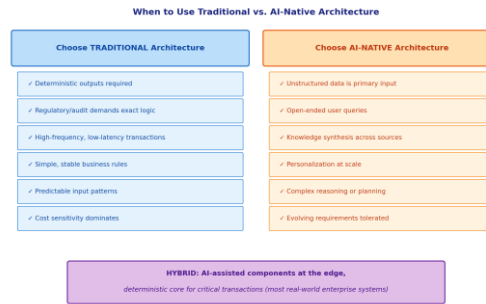 When to Use Traditional vs. AI-Native Architecture
Choose TRADITIONAL Architecture
✓ Deterministic outputs required
✓ Regulatory/audit demands exact logic
✓ High-frequency, low-latency transactions
✓ Simple, stable business rules
✓ Predictable input patterns
✓ Cost sensitivity dominates
Choose AI-NATIVE Architecture
✓ Unstructured data is primary input
✓ Open-ended user queries
✓ Knowledge synthesis across sources
✓ Personalization at scale
✓ Complex reasoning or planning
✓ Evolving requirements tolerated
HYBRID: AI-assisted components at the edge,
deterministic core for critical transactions (most real-world enterprise systems)